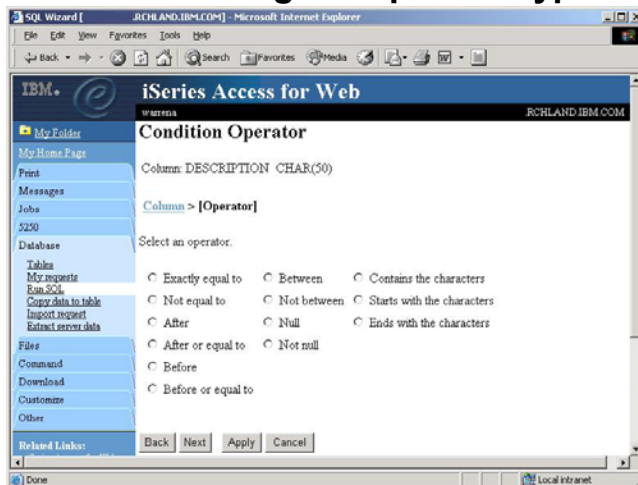 SQL Wizard [ .RCHLAND.IBM.COM] - Microsoft Internet Explorer
File Edit View Favorites Tools Help
Back Search Favorites Media
IBM. iSeries Access for Web
warrena RCHLAND.IBM.COM
My Folder
My Home Page
Print
Messages
Jobs
5250
Database
Tables
My requests
Run SQL
Copy data to table
Import request
Extract server data
Files
Command
Download
Customize
Other
Related Links:
Condition Operator
Column: DESCRIPTION CHAR(50)
Column > [Operator]
Select an operator.
Exactly equal to Between Contains the characters
Not equal to Not between Starts with the characters
After Null Ends with the characters
After or equal to Not null
Before
Before or equal to
Back Next Apply Cancel
Done Local intranet